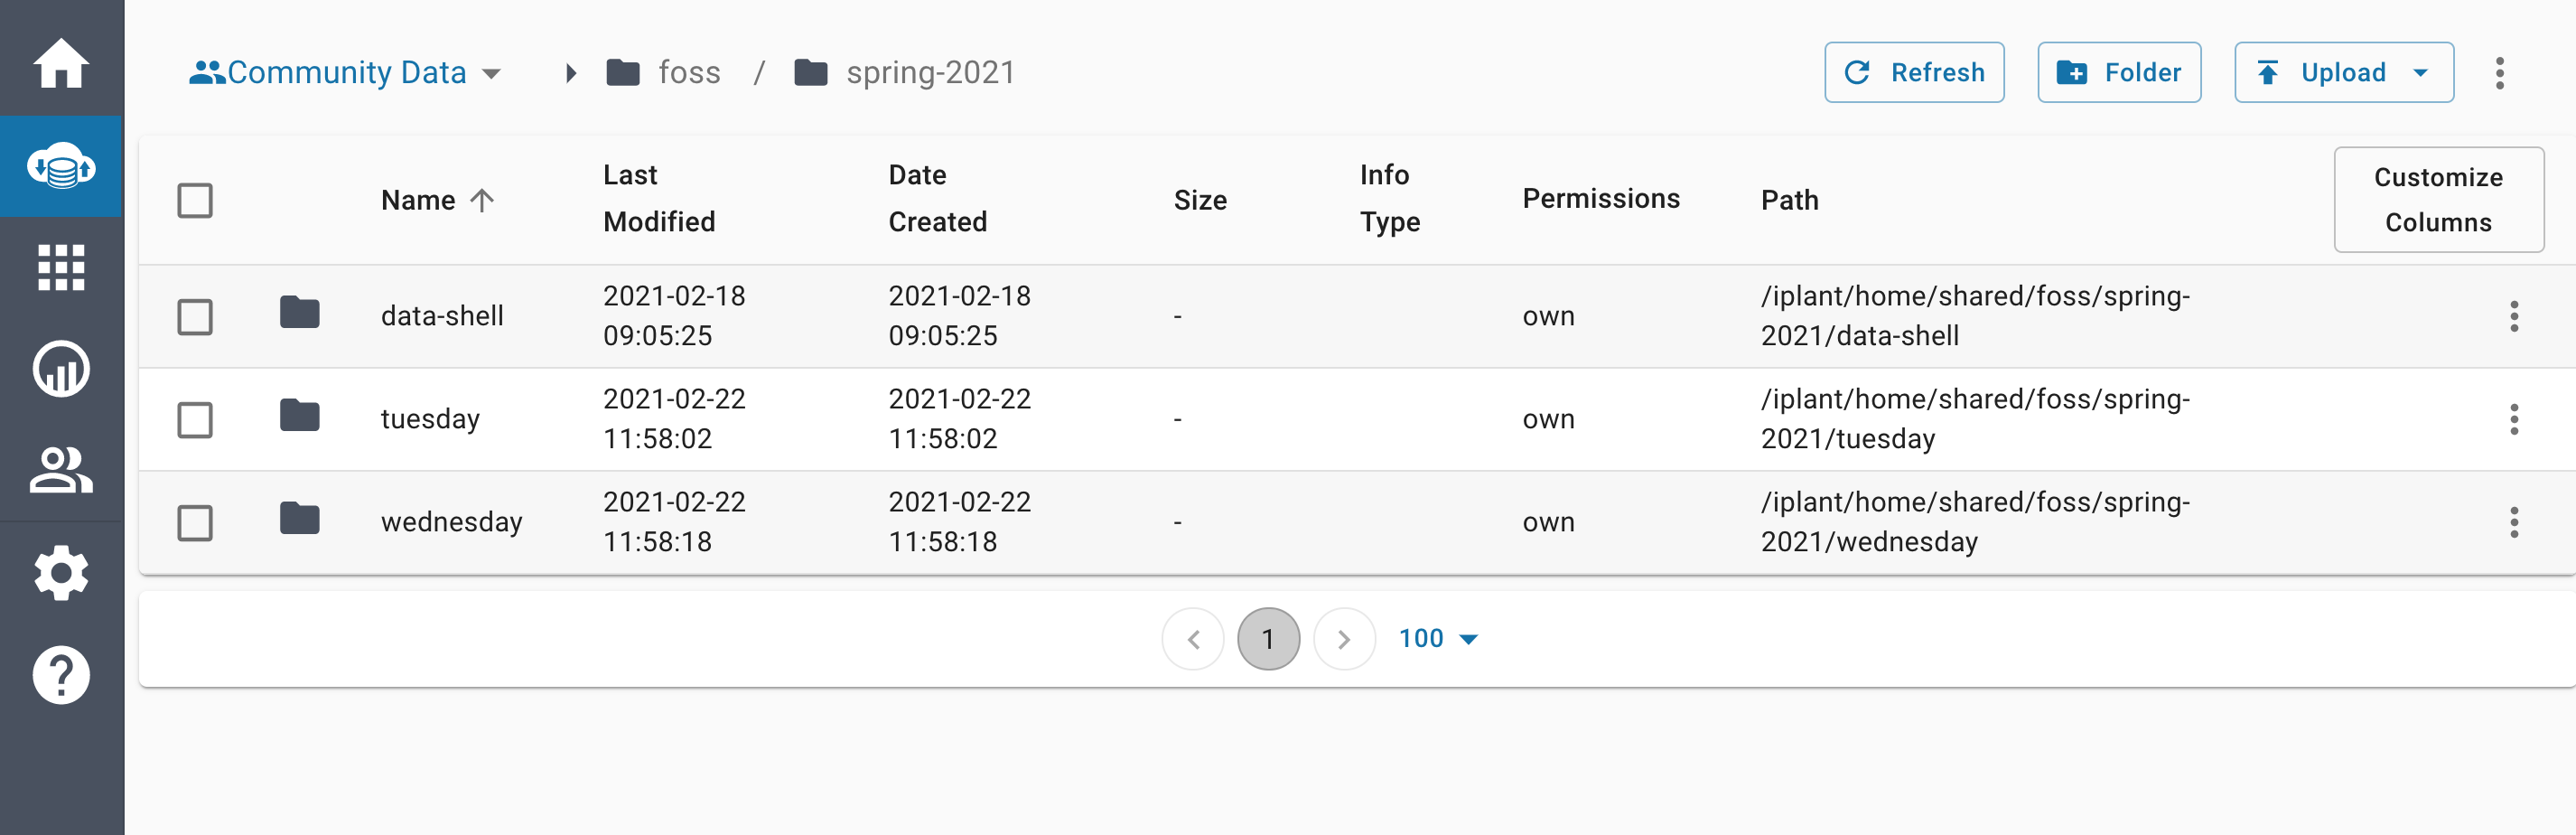 Community Data foss / spring-2021 Refresh Folder Upload
Name Last Modified Date Created Size Info Type Permissions Path Customize Columns
data-shell 2021-02-18 09:05:25 2021-02-18 09:05:25 - own /iplant/home/shared/foss/spring-2021/data-shell
tuesday 2021-02-22 11:58:02 2021-02-22 11:58:02 - own /iplant/home/shared/foss/spring-2021/tuesday
wednesday 2021-02-22 11:58:18 2021-02-22 11:58:18 - own /iplant/home/shared/foss/spring-2021/wednesday
1 100